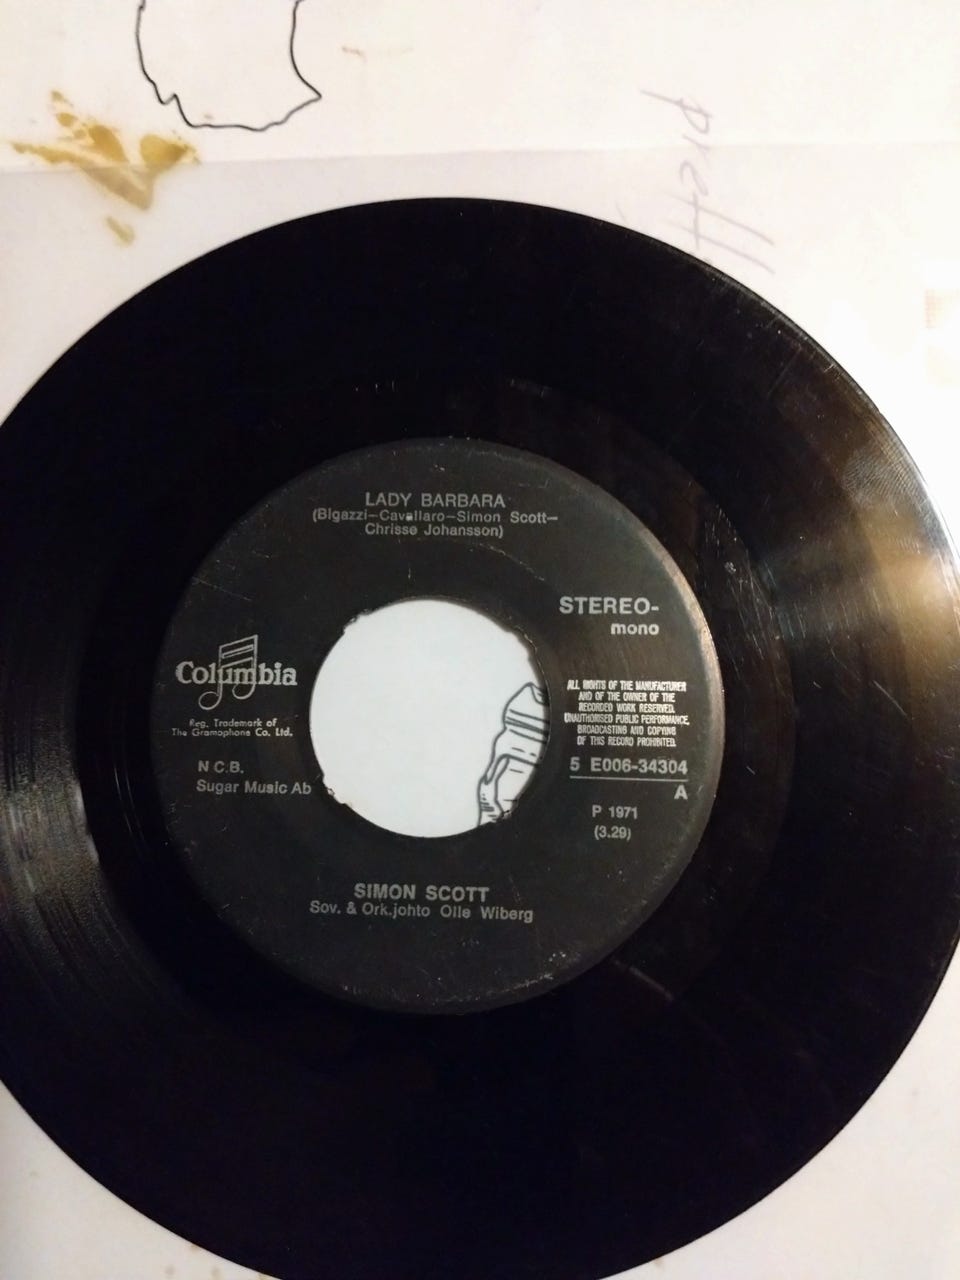 prett
LADY BARBARA
(Bigazzi-Cavallaro-Simon Scott-
Chrisse Johansson)
STEREO-
mono
Columbia
Reg. Trademark of
The Gramophone Co. Ltd.
N C.B.
Sugar Music Ab
ALL RIGHTS OF THE MANUFACTURER
AND OF THE OWNER OF THE
RECORDED WORK RESERVED.
UNAUTHORISED PUBLIC PERFORMANCE,
BROADCASTING AND COPYING
OF THIS RECORD PROHIBITED.
5 E006-34304
A
P 1971
(3.29)
SIMON SCOTT
Sov. & Ork.johto Olle Wiberg